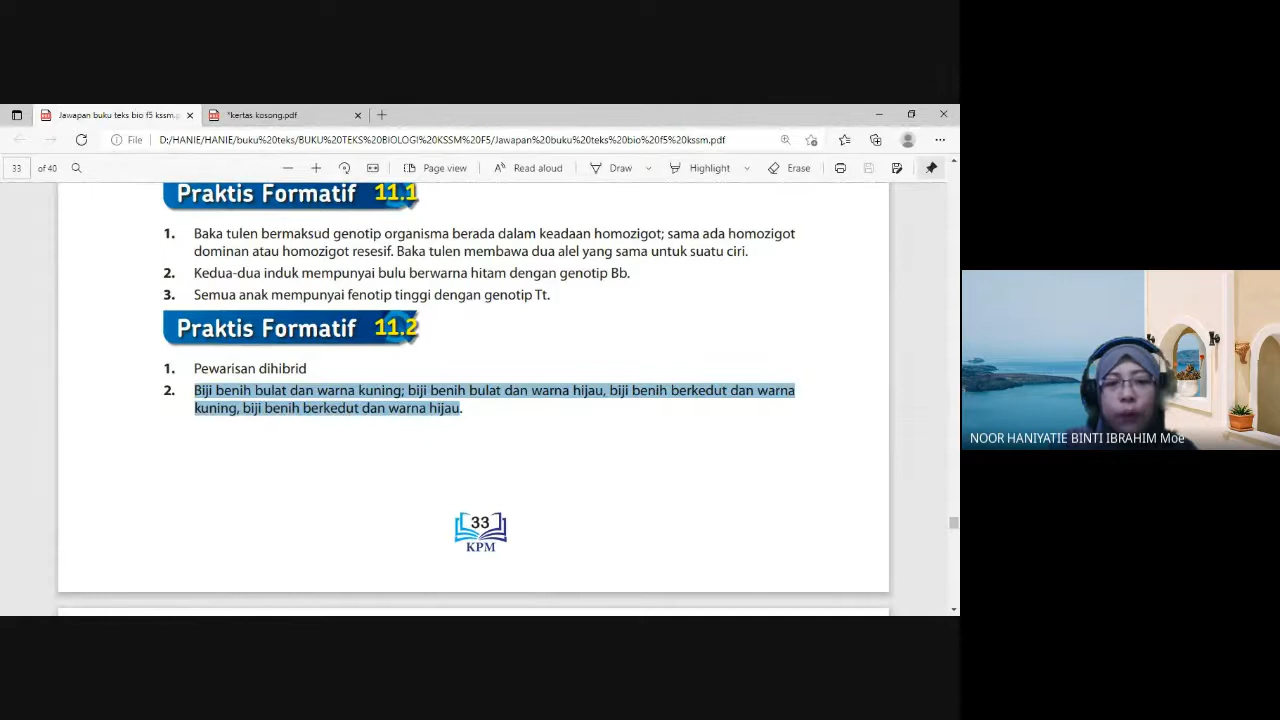 Jawapan buku teks bio f5 kssm.p
*kertas kosong.pdf
File
D:/HANIE/HANIE/buku%20teks/BUKU%20TEKS%20BIOLOGI%20KSSM%20F5/Jawapan%20buku%20teks%20bio%20f5%20kssm.pdf
33 of 40
Page view
Read aloud
Draw
Highlight
Erase
Praktis Formatif 11.1
1. Baka tulen bermaksud genotip organisma berada dalam keadaan homozigot; sama ada homozigot
dominan atau homozigot resesif. Baka tulen membawa dua alel yang sama untuk suatu ciri.
2. Kedua-dua induk mempunyai bulu berwarna hitam dengan genotip Bb.
3. Semua anak mempunyai fenotip tinggi dengan genotip Tt.
Praktis Formatif 11.2
1. Pewarisan dihibrid
2. Biji benih bulat dan warna kuning; biji benih bulat dan warna hijau, biji benih berkedut dan warna
kuning, biji benih berkedut dan warna hijau.
33
KPM
NOOR HANIYATIE BINTI IBRAHIM Moe